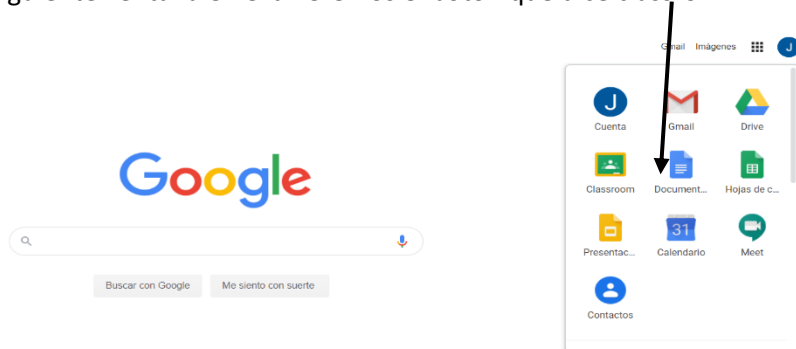 Gmail Imágenes J
J
Cuenta Gmail Drive
Google
Classroom Document... Hojas de c...
31
Presentac... Calendario Meet
Buscar con Google Me siento con suerte
Contactos